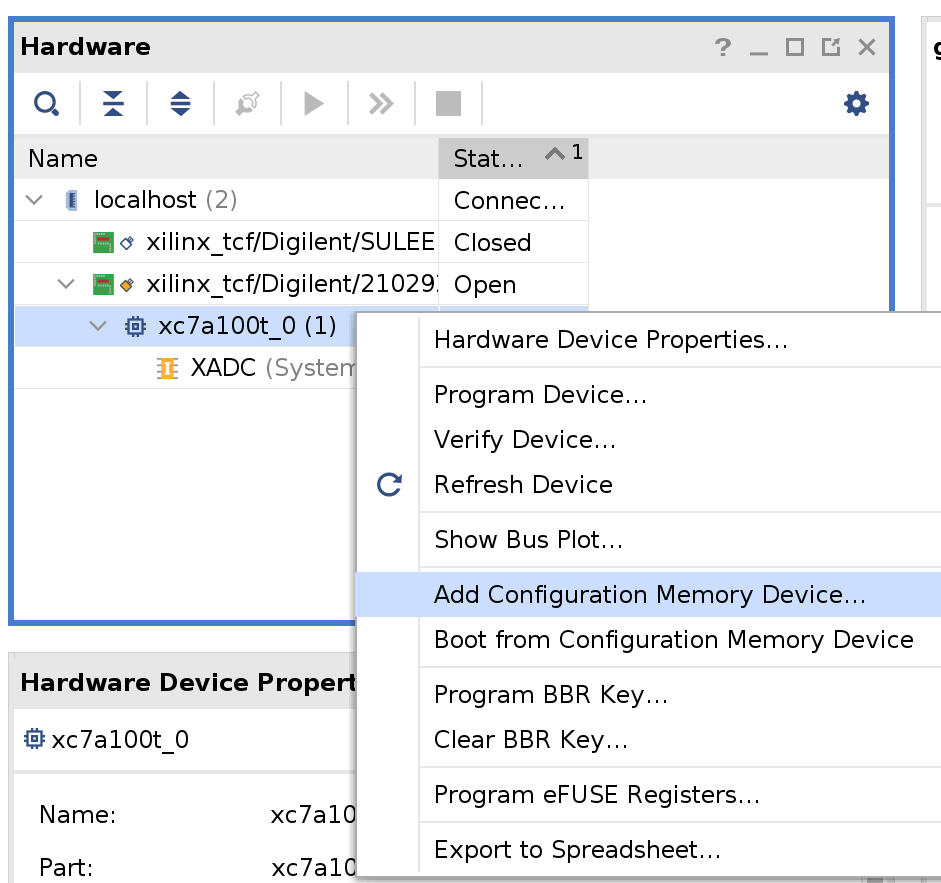 Hardware
?
Name Stat... 1
localhost (2) Connec...
xilinx_tcf/Digilent/SULEE Closed
xilinx_tcf/Digilent/21029 Open
xc7a100t_0 (1)
XADC (System
Hardware Device Properties...
Program Device...
Verify Device...
Refresh Device
Show Bus Plot...
Add Configuration Memory Device...
Boot from Configuration Memory Device
Program BBR Key...
Clear BBR Key...
Program eFUSE Registers...
Export to Spreadsheet...
Hardware Device Propert
xc7a100t_0
Name: xc7a10
Part: xc7a10